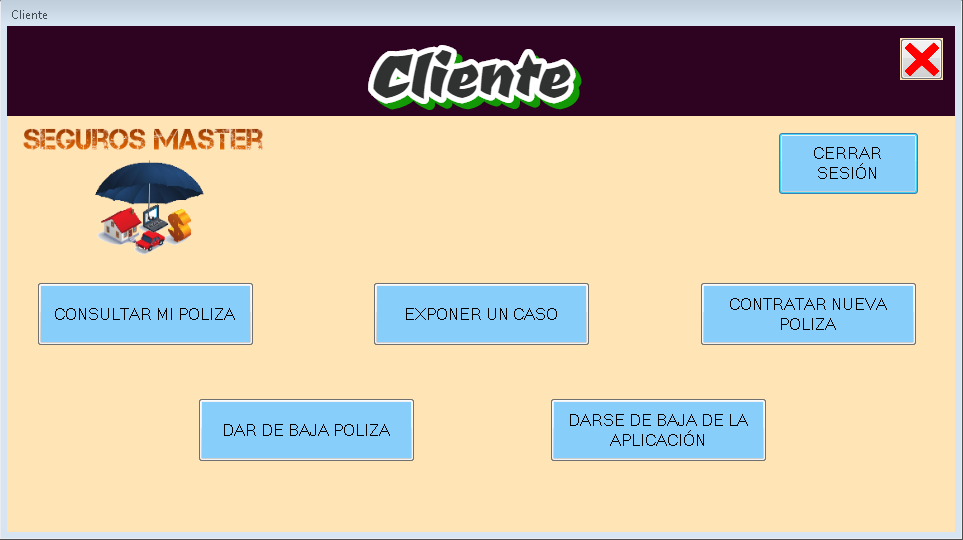 Cliente
Cliente
SEGUROS MASTER
CERRAR
SESIÓN
CONSULTAR MI POLIZA
EXPONER UN CASO
CONTRATAR NUEVA
POLIZA
DAR DE BAJA POLIZA
DARSE DE BAJA DE LA
APLICACIÓN